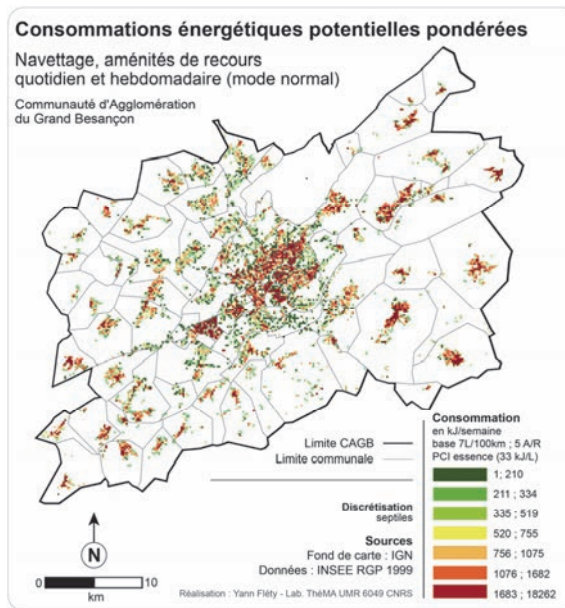 Consommations énergétiques potentielles pondérées
Navettage, aménités de recours
quotidien et hebdomadaire (mode normal)
Communauté d'Agglomération
du Grand Besançon
Limite CAGB
Limite communale
Discrétisation
septiles
Sources
Fond de carte : IGN
Données : INSEE RGP 1999
Consommation
en kJ/semaine
base 7L/100km ; 5 A/R
PCI essence (33 kJ/L)
1; 210
211 ; 334
335 ; 519
520 ; 755
756 ; 1075
1076 ; 1682
1683 ; 18262
N
0 10
km
Réalisation : Yann Fléty - Lab. ThéMA UMR 6049 CNRS